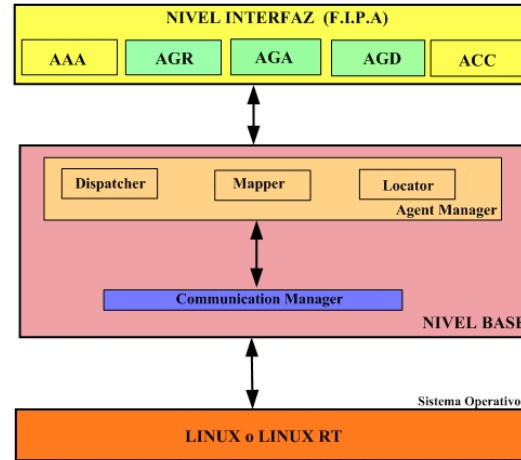 NIVEL INTERFAZ (F.I.P.A)
AAA AGR AGA AGD ACC
Dispatcher Mapper Locator
Agent Manager
Communication Manager
NIVEL BASE
Sistema Operativo
LINUX o LINUX RT